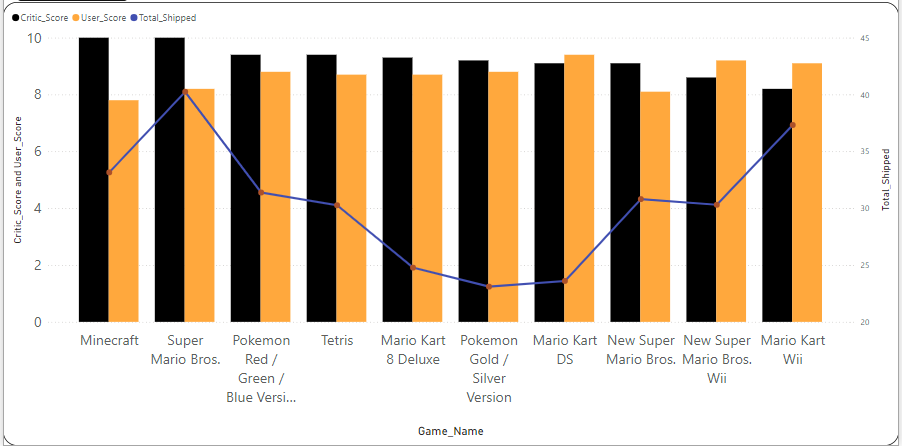 Critic_Score User_Score Total_Shipped
10
8
6
4
2
0
Critic_Score and User_Score
45
40
35
30
25
20
Total_Shipped
Minecraft
Super
Mario Bros.
Pokemon
Red /
Green /
Blue Versi...
Tetris
Mario Kart
8 Deluxe
Pokemon
Gold /
Silver
Version
Mario Kart
DS
New Super
Mario Bros.
New Super
Mario Bros.
Wii
Mario Kart
Wii
Game_Name